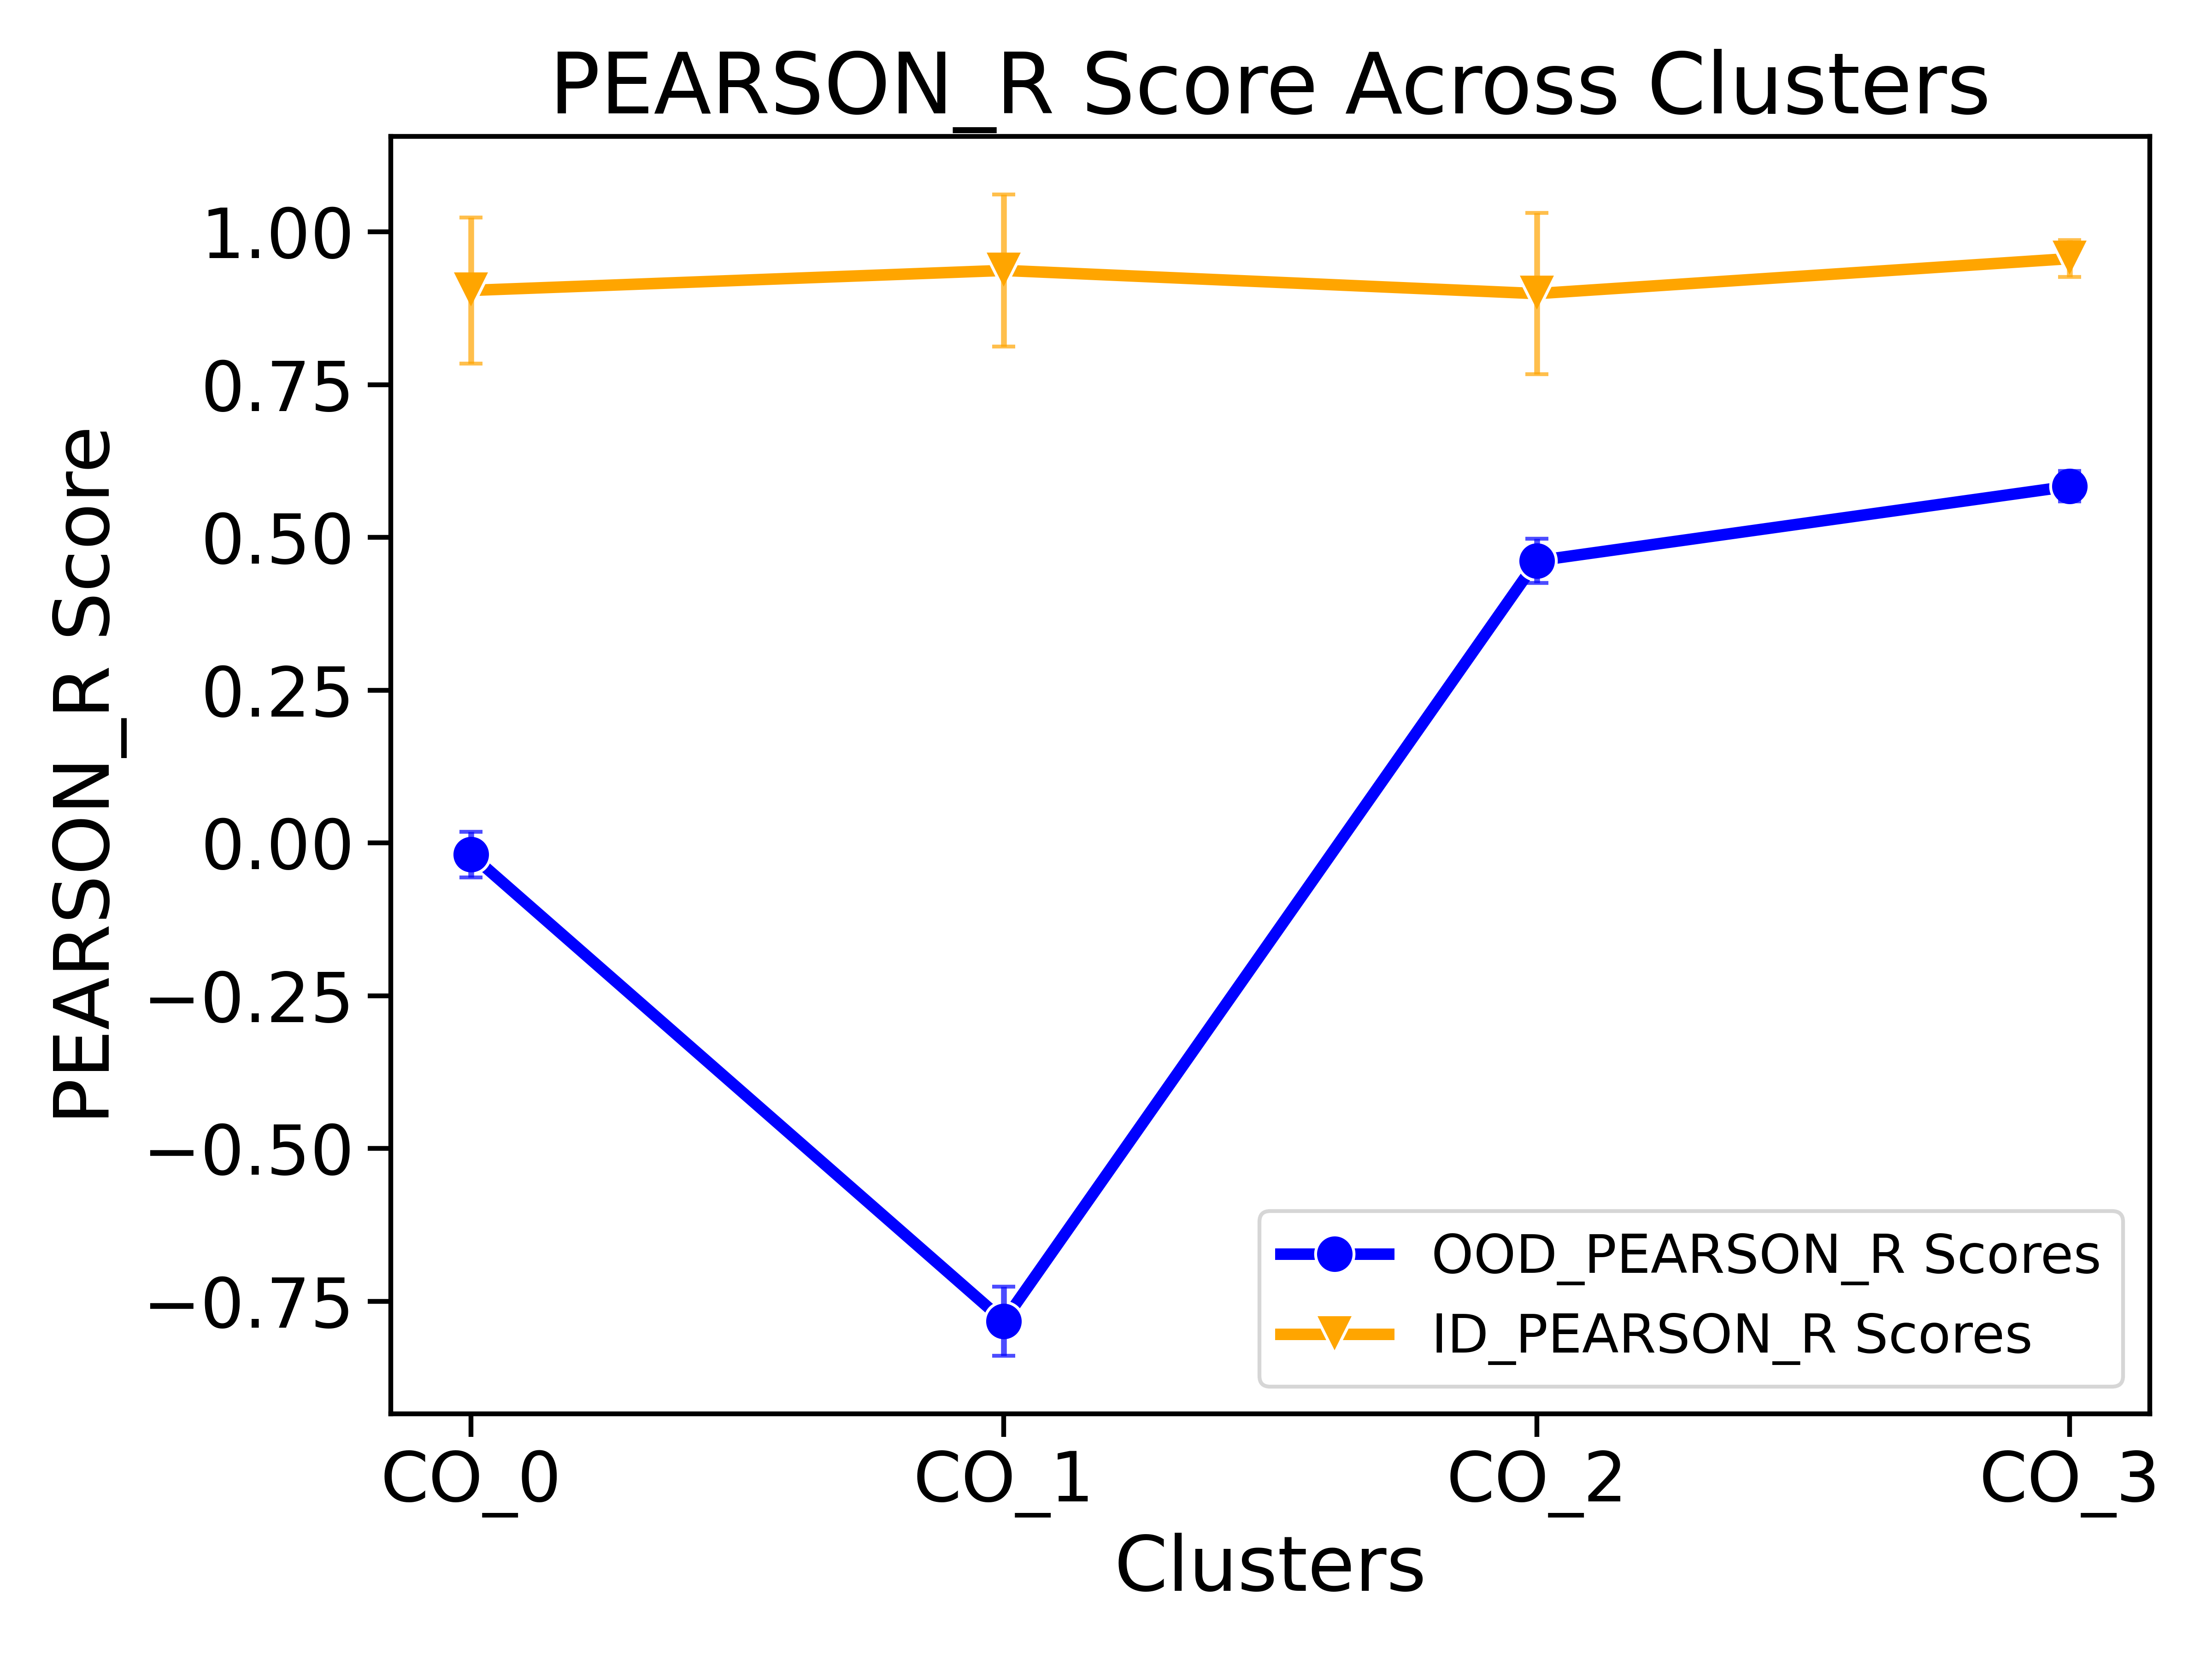 PEARSON_R Score Across Clusters
PEARSON_R Score
1.00
0.75
0.50
0.25
0.00
−0.25
−0.50
−0.75
OOD_PEARSON_R Scores
ID_PEARSON_R Scores
CO_0 CO_1 CO_2 CO_3
Clusters